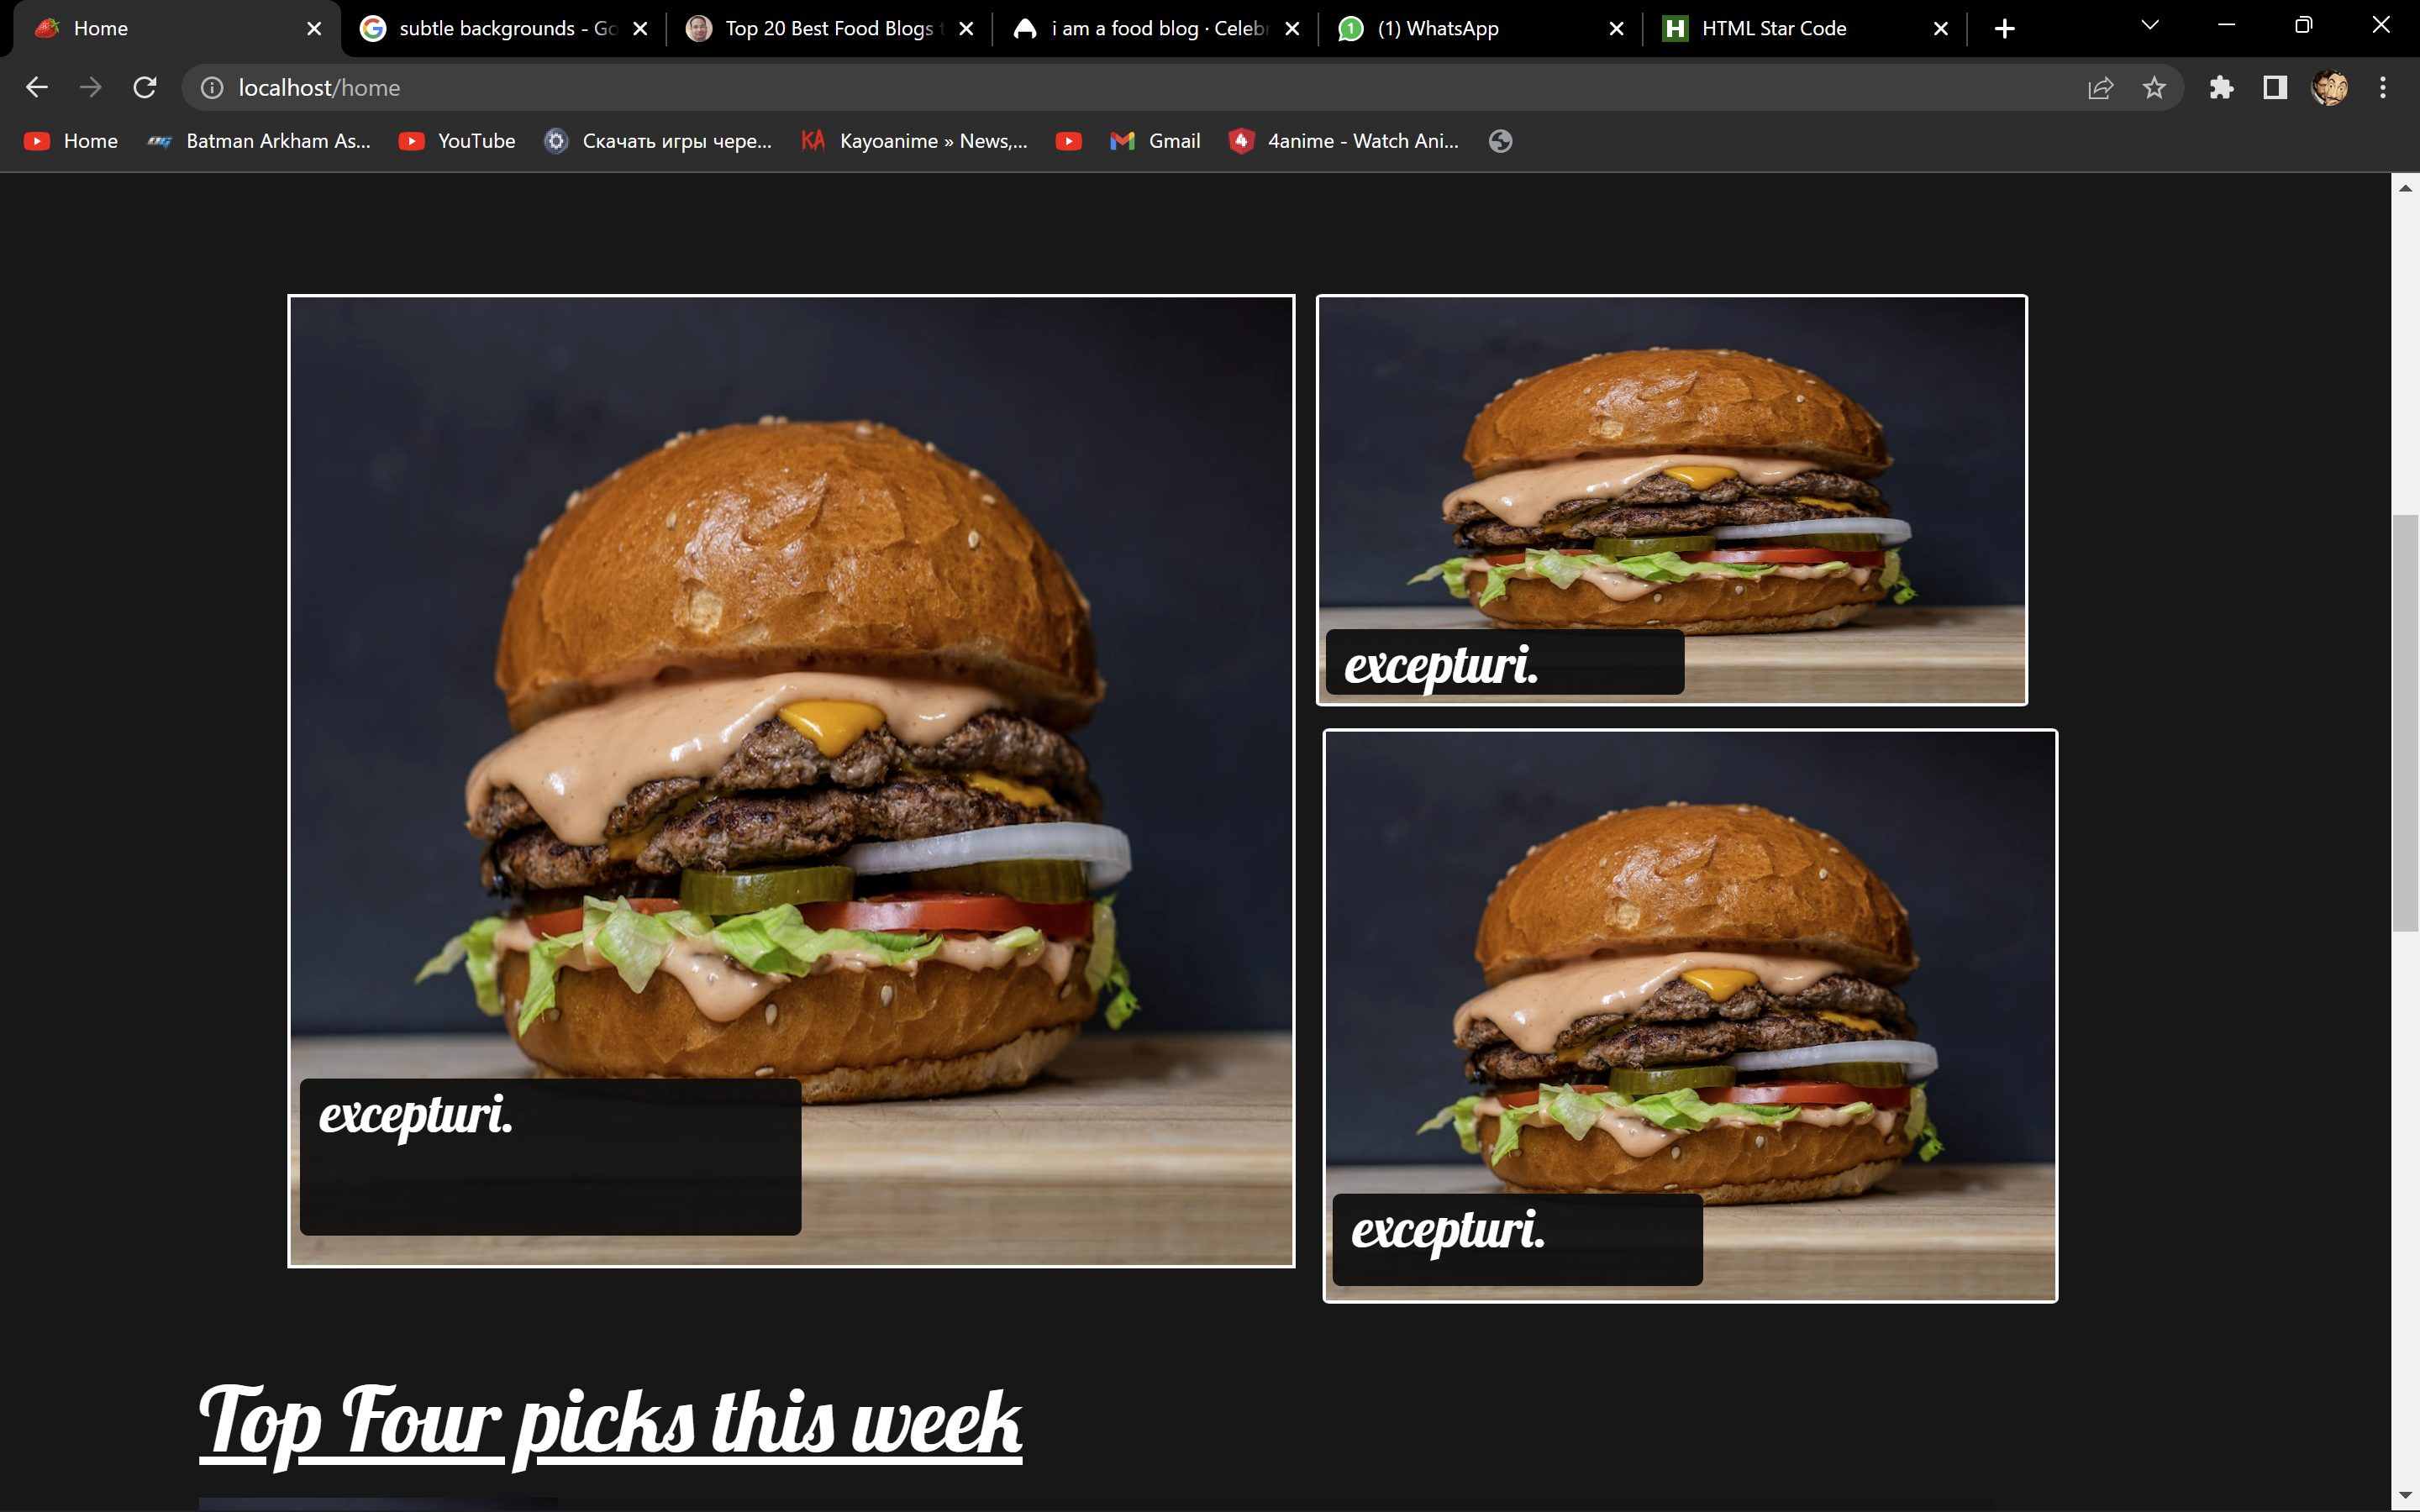 Home
subtle backgrounds - Go
Top 20 Best Food Blogs t
i am a food blog · Celebr
(1) WhatsApp
HTML Star Code
localhost/home
Home
Batman Arkham As...
YouTube
Скачать игры чере...
KA
Kayoanime » News,...
Gmail
4anime - Watch Ani...
excepturi.
excepturi.
excepturi.
Top Four picks this week